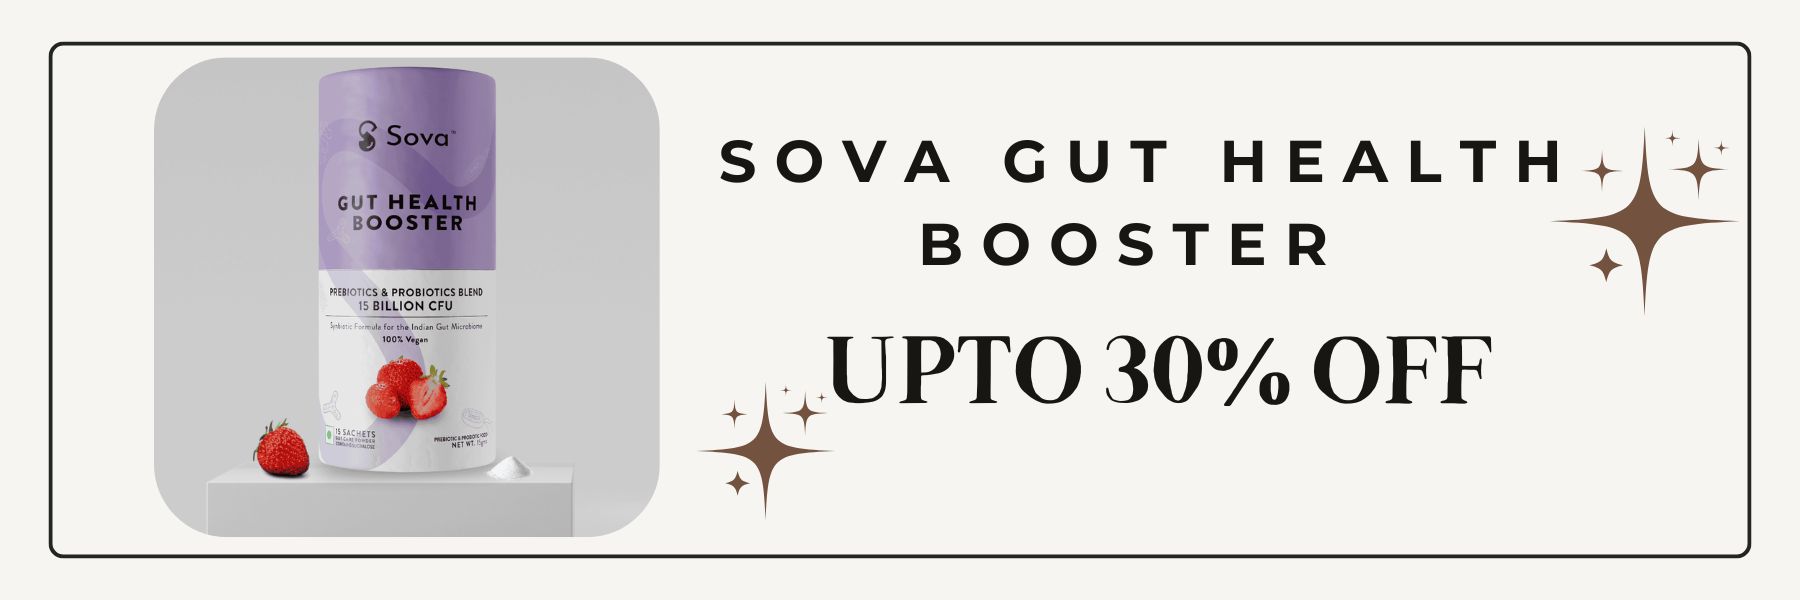 Sova™
GUT HEALTH
BOOSTER
PREBIOTICS & PROBIOTICS BLEND
15 BILLION CFU
Synbiotic Formula for the Indian Gut Microbiome
100% Vegan
15 SACHETS
PREBIOTIC & PROBIOTIC FOOD
NET WT. 15gms
SOVA GUT HEALTH
BOOSTER
UPTO 30% OFF